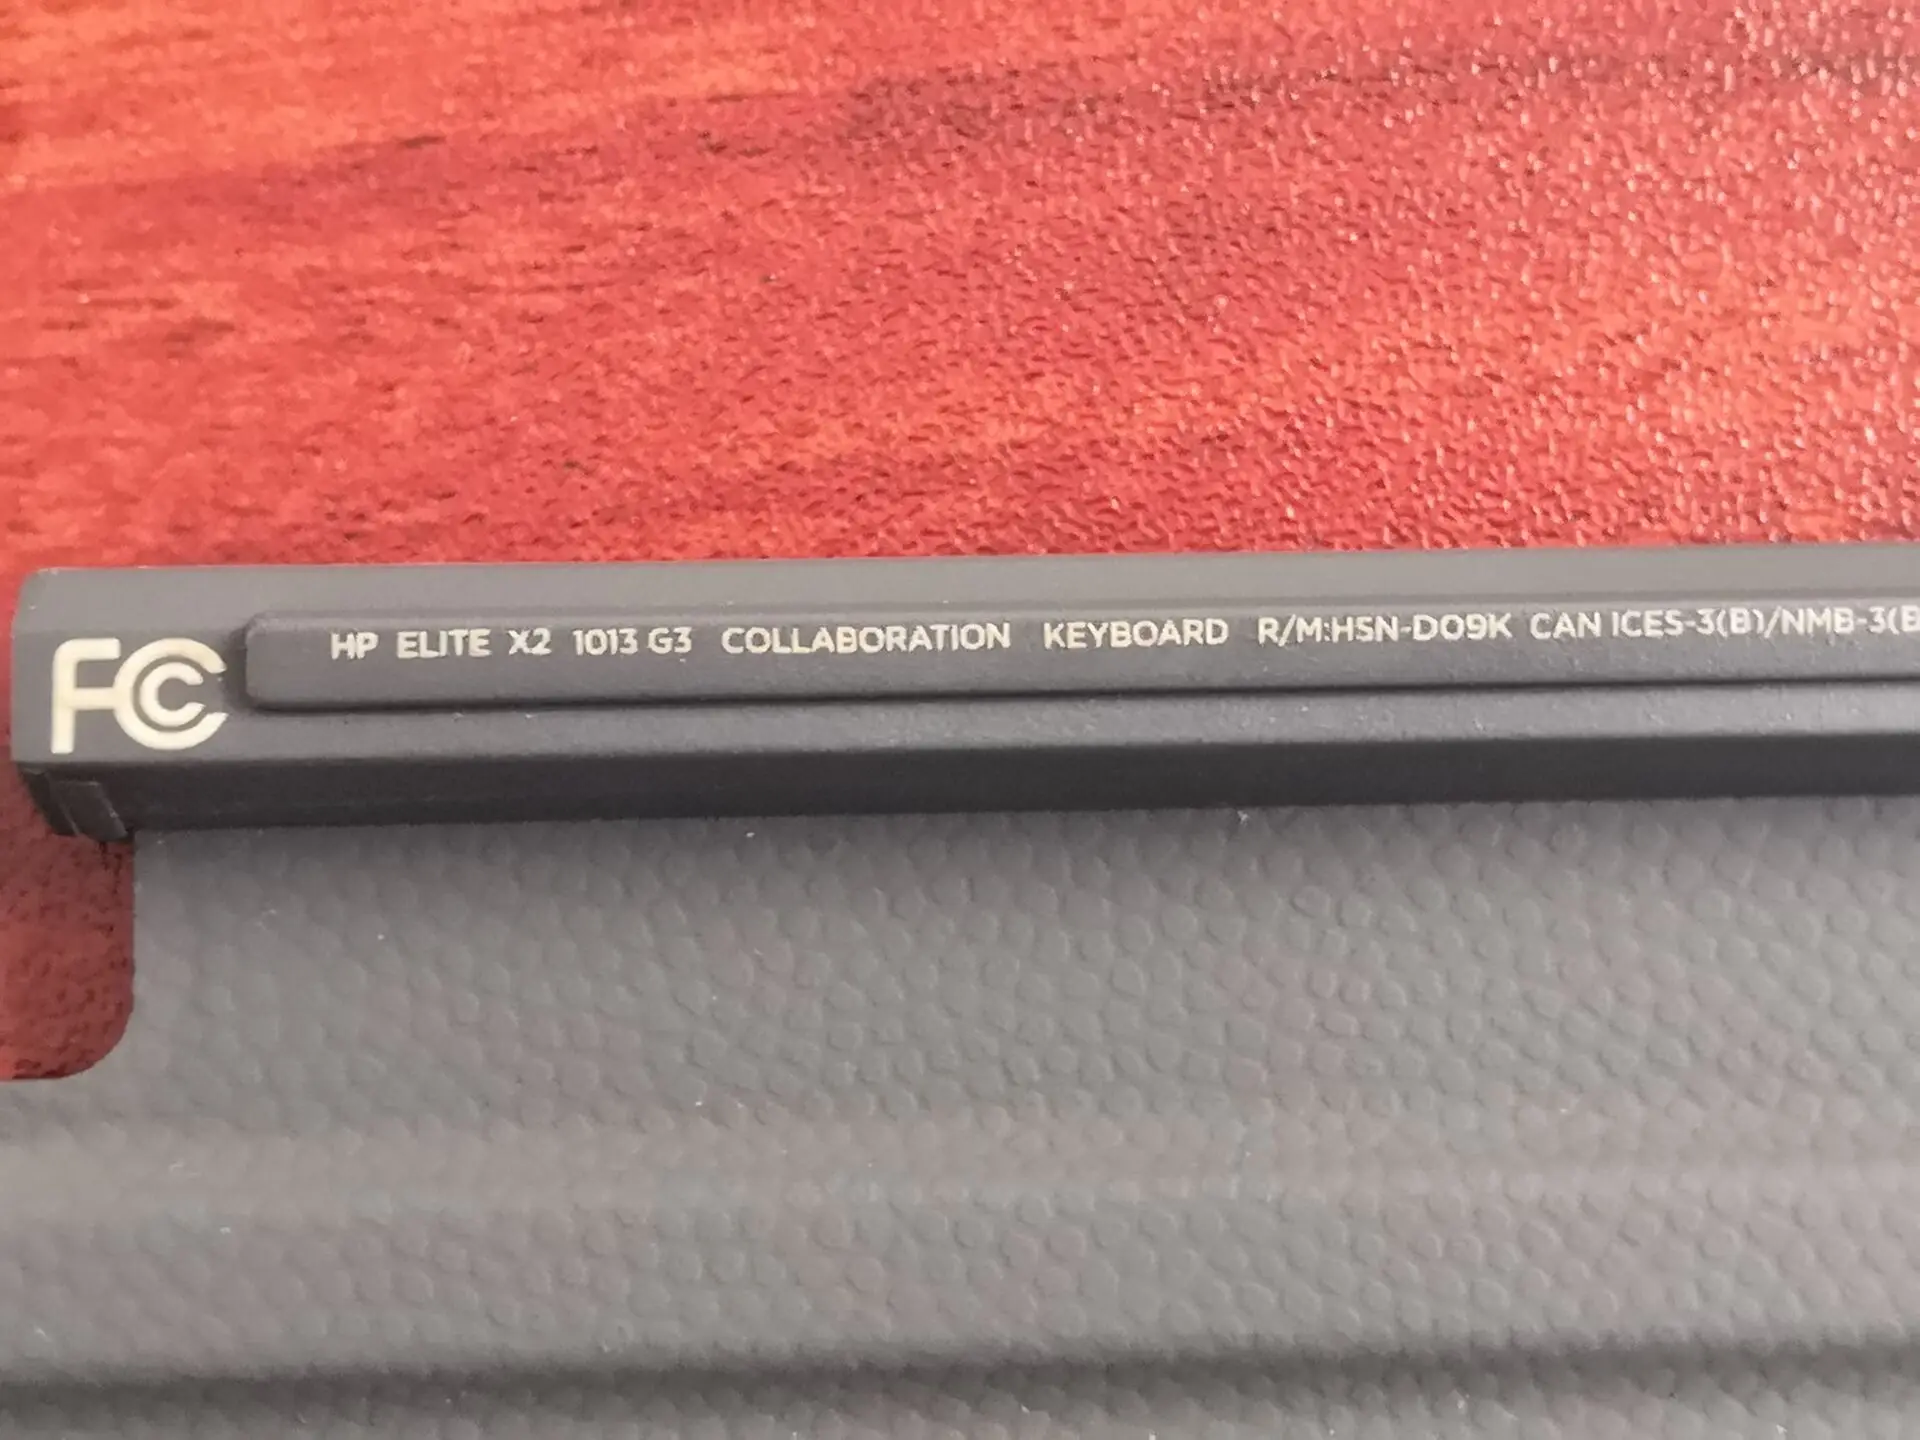 FC HP ELITE X2 1013 G3 COLLABORATION KEYBOARD R/M:HSN-D09K CAN ICES-3(B)/NMB-3(B